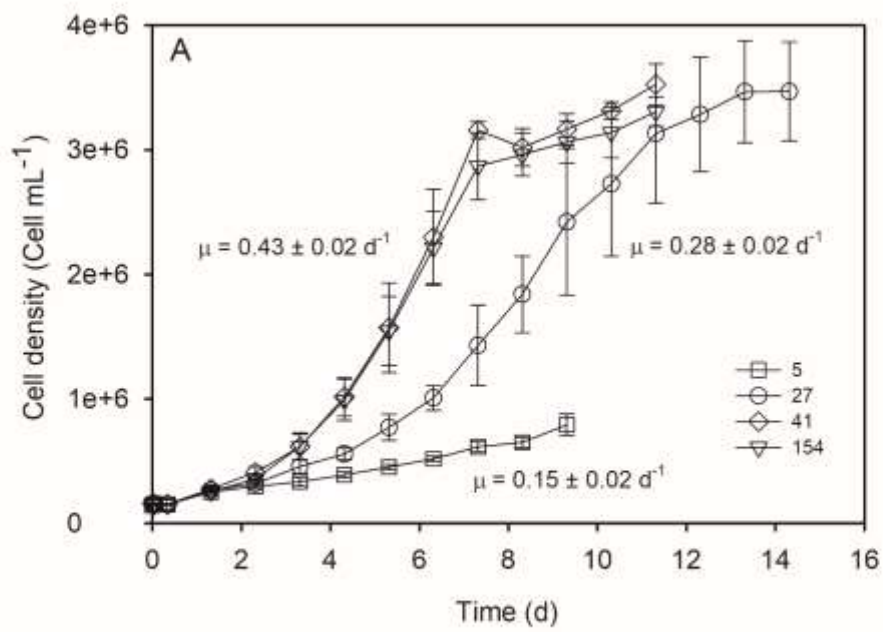 A
4e+6
3e+6
2e+6
1e+6
0
Cell density (Cell mL⁻¹)
μ = 0.43 ± 0.02 d⁻¹
μ = 0.28 ± 0.02 d⁻¹
μ = 0.15 ± 0.02 d⁻¹
5
27
41
154
0 2 4 6 8 10 12 14 16
Time (d)